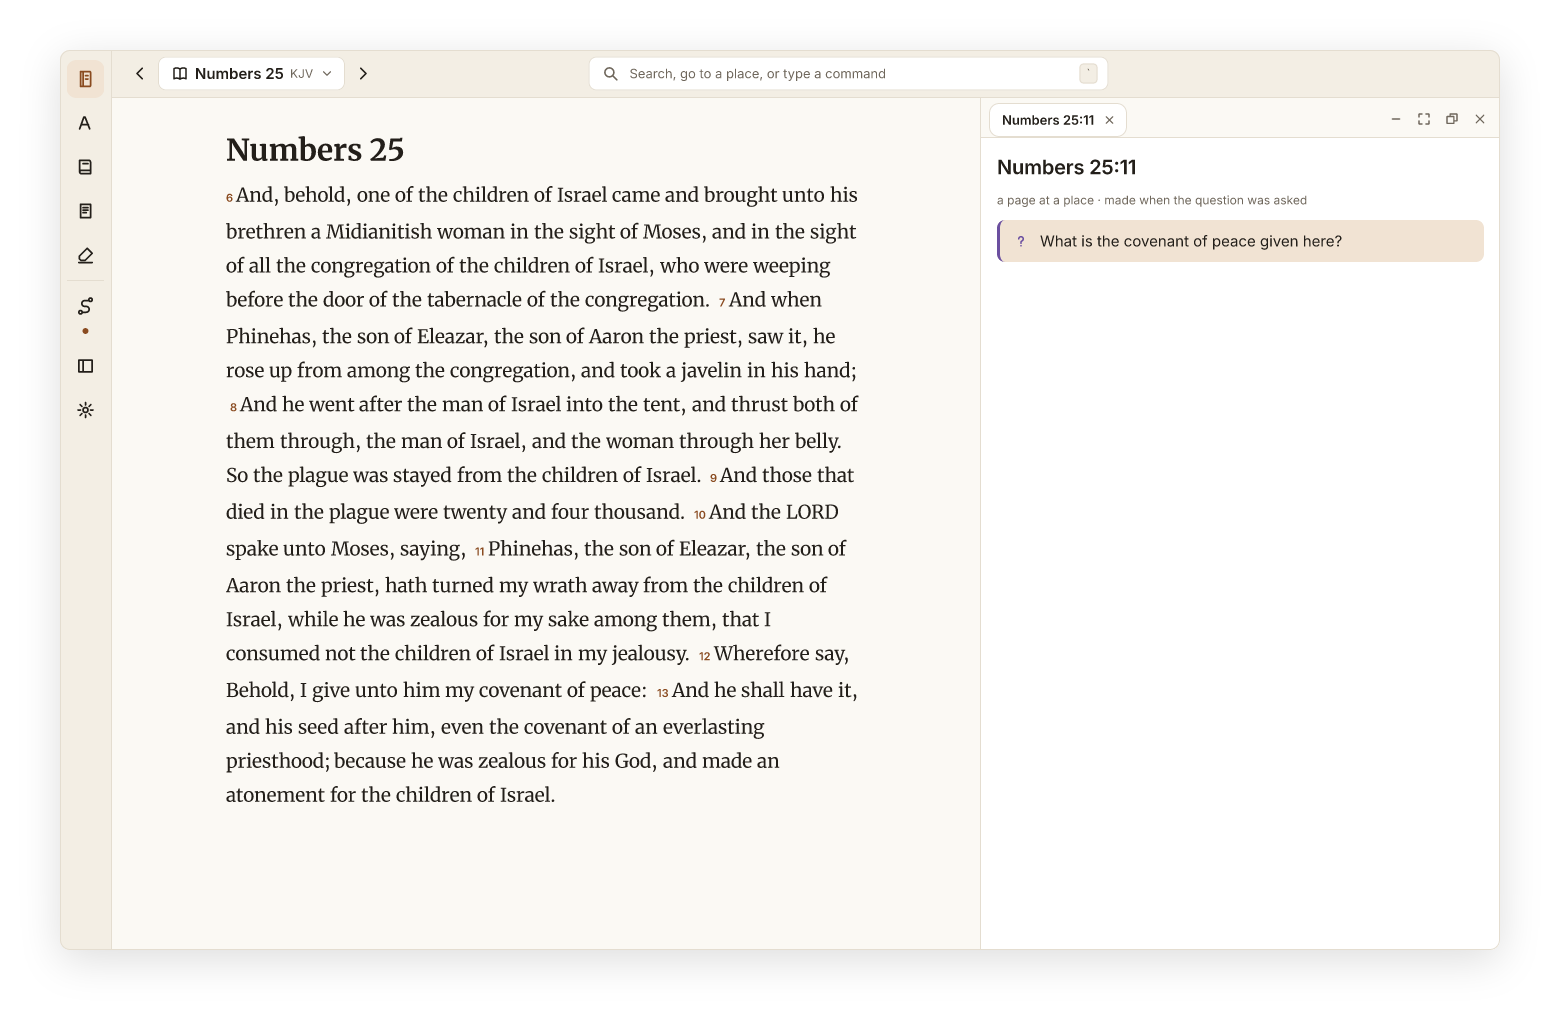 Numbers 25 KJV
Search, go to a place, or type a command
Numbers 25
6 And, behold, one of the children of Israel came and brought unto his
brethren a Midianitish woman in the sight of Moses, and in the sight
of all the congregation of the children of Israel, who were weeping
before the door of the tabernacle of the congregation. 7 And when
Phinehas, the son of Eleazar, the son of Aaron the priest, saw it, he
rose up from among the congregation, and took a javelin in his hand;
8 And he went after the man of Israel into the tent, and thrust both of
them through, the man of Israel, and the woman through her belly.
So the plague was stayed from the children of Israel. 9 And those that
died in the plague were twenty and four thousand. 10 And the LORD
spake unto Moses, saying, 11 Phinehas, the son of Eleazar, the son of
Aaron the priest, hath turned my wrath away from the children of
Israel, while he was zealous for my sake among them, that I
consumed not the children of Israel in my jealousy. 12 Wherefore say,
Behold, I give unto him my covenant of peace: 13 And he shall have it,
and his seed after him, even the covenant of an everlasting
priesthood; because he was zealous for his God, and made an
atonement for the children of Israel.
Numbers 25:11
Numbers 25:11
a page at a place · made when the question was asked
? What is the covenant of peace given here?